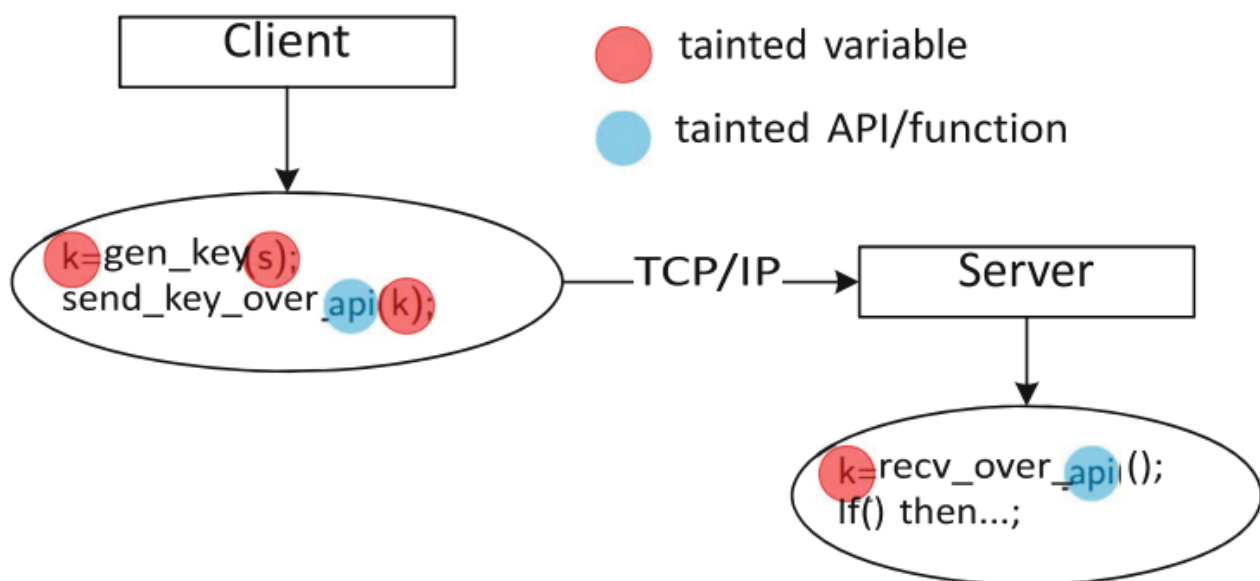 Client
tainted variable
tainted API/function
k=gen_key(s);
send_key_over_api(k);
TCP/IP
Server
k=recv_over_api();
If() then...;